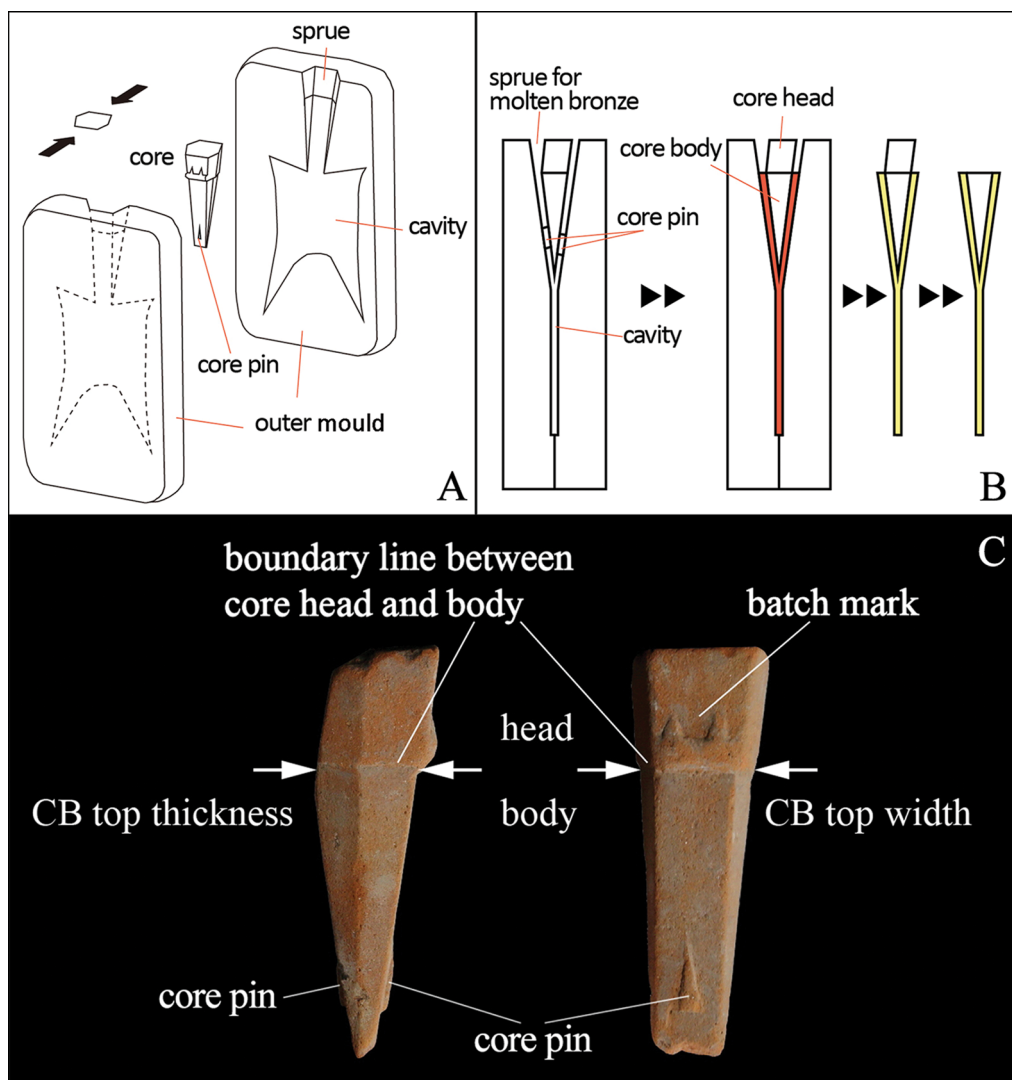 sprue
core
cavity
core pin
outer mould
A
sprue for
molten bronze
core head
core body
core pin
cavity
B
C
boundary line between
core head and body
batch mark
head
CB top thickness
body
CB top width
core pin
core pin